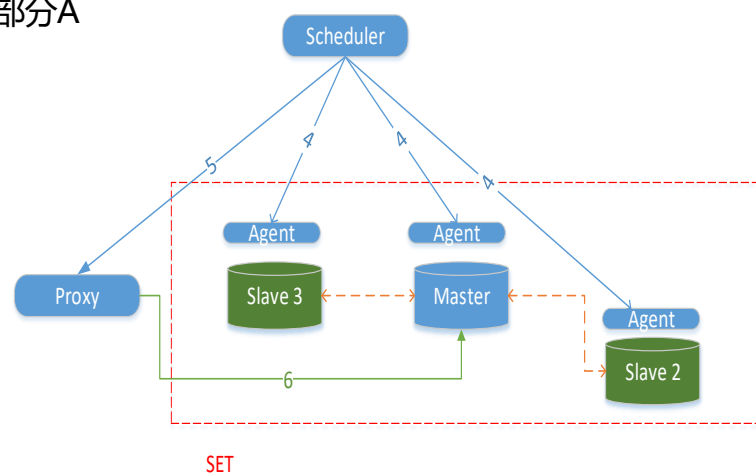 部分A
Scheduler
5
4
4
4
Agent
Agent
Proxy
Slave 3
Master
Agent
Slave 2
6
SET